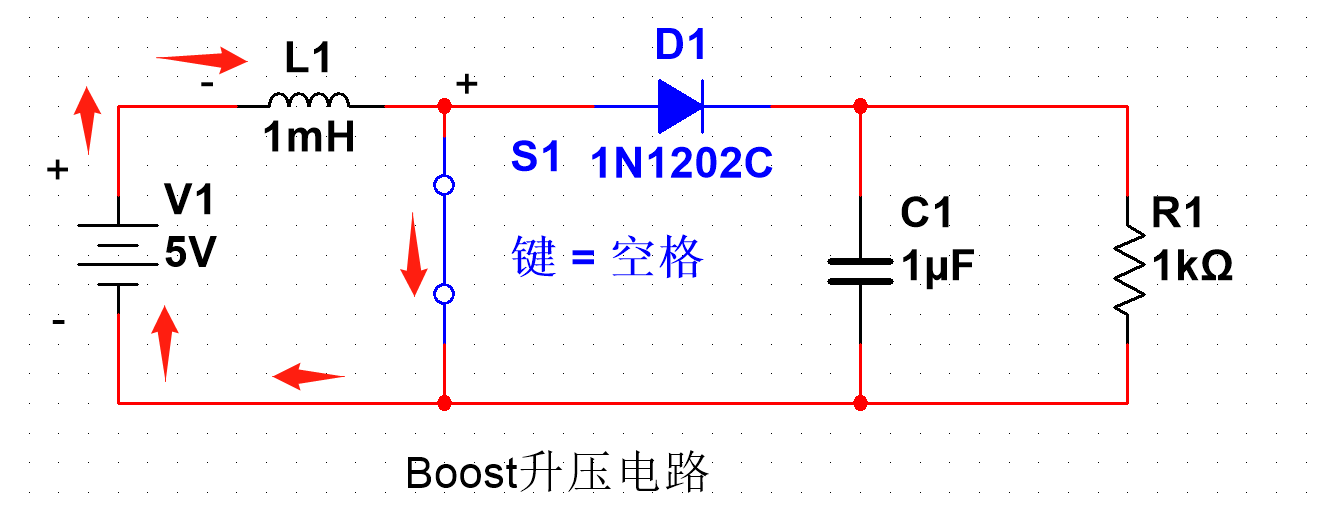 D1
L1
-
+
1mH
S1
1N1202C
+
V1
5V
C1
1µF
R1
1kΩ
键 = 空格
-
Boost升压电路